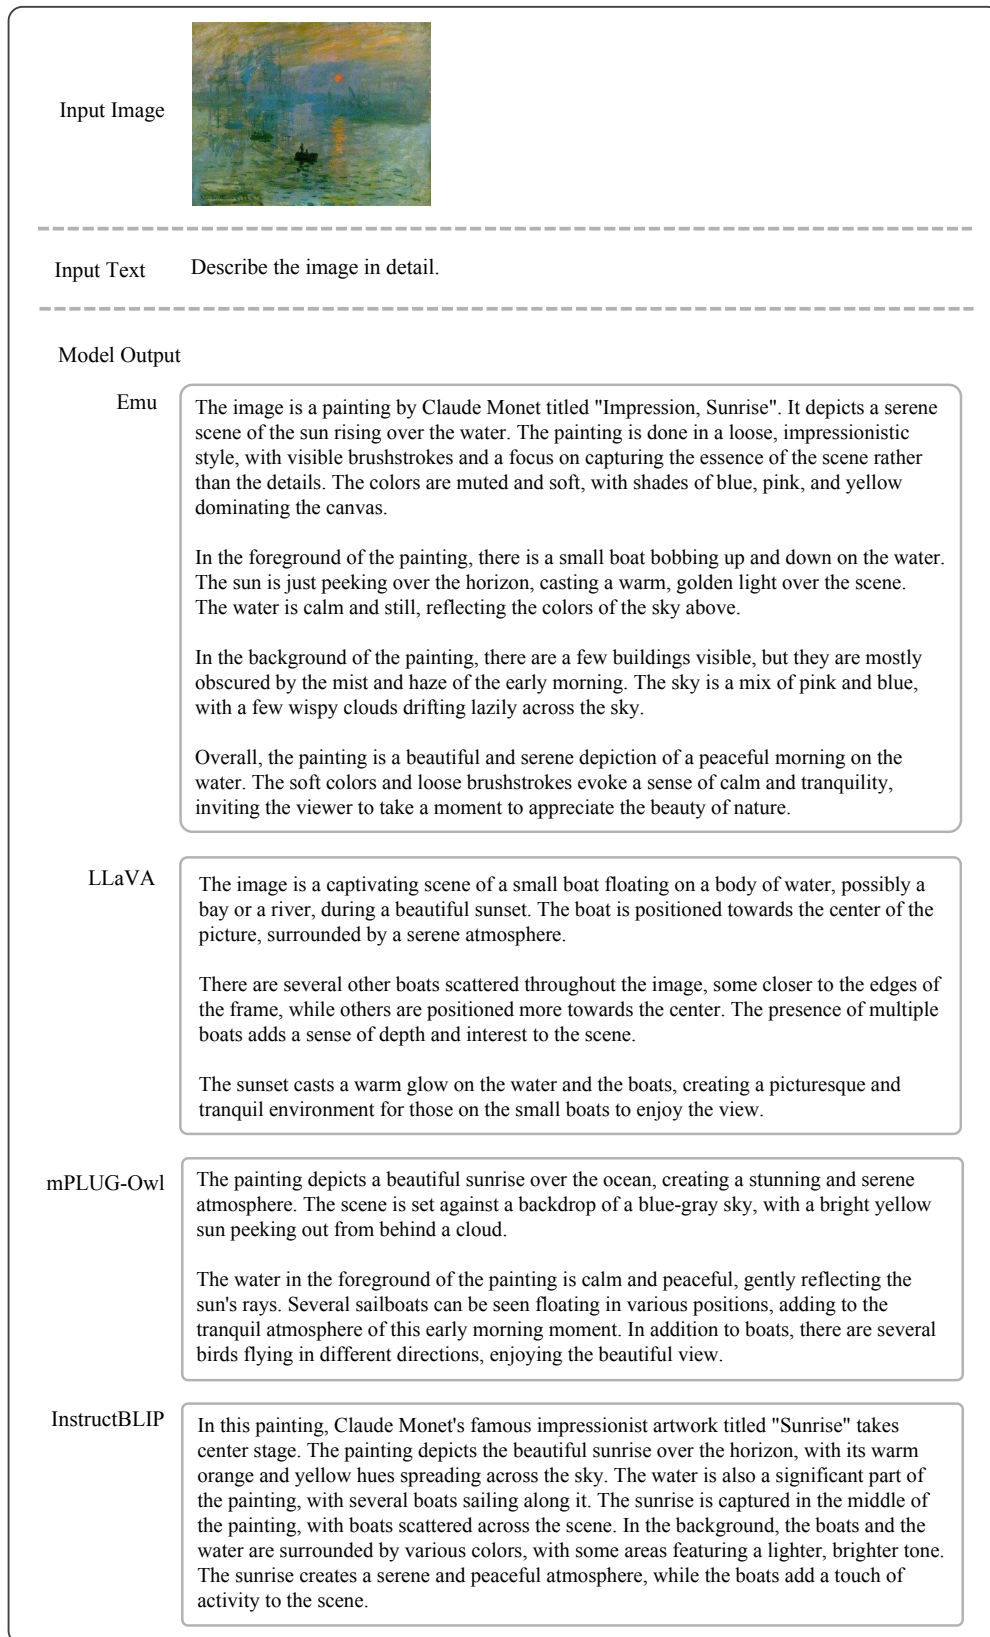 Input Image
Input Text
Describe the image in detail.
Model Output
Emu
The image is a painting by Claude Monet titled "Impression, Sunrise". It depicts a serene
scene of the sun rising over the water. The painting is done in a loose, impressionistic
style, with visible brushstrokes and a focus on capturing the essence of the scene rather
than the details. The colors are muted and soft, with shades of blue, pink, and yellow
dominating the canvas.
In the foreground of the painting, there is a small boat bobbing up and down on the water.
The sun is just peeking over the horizon, casting a warm, golden light over the scene.
The water is calm and still, reflecting the colors of the sky above.
In the background of the painting, there are a few buildings visible, but they are mostly
obscured by the mist and haze of the early morning. The sky is a mix of pink and blue,
with a few wispy clouds drifting lazily across the sky.
Overall, the painting is a beautiful and serene depiction of a peaceful morning on the
water. The soft colors and loose brushstrokes evoke a sense of calm and tranquility,
inviting the viewer to take a moment to appreciate the beauty of nature.
LLaVA
The image is a captivating scene of a small boat floating on a body of water, possibly a
bay or a river, during a beautiful sunset. The boat is positioned towards the center of the
picture, surrounded by a serene atmosphere.
There are several other boats scattered throughout the image, some closer to the edges of
the frame, while others are positioned more towards the center. The presence of multiple
boats adds a sense of depth and interest to the scene.
The sunset casts a warm glow on the water and the boats, creating a picturesque and
tranquil environment for those on the small boats to enjoy the view.
mPLUG-Owl
The painting depicts a beautiful sunrise over the ocean, creating a stunning and serene
atmosphere. The scene is set against a backdrop of a blue-gray sky, with a bright yellow
sun peeking out from behind a cloud.
The water in the foreground of the painting is calm and peaceful, gently reflecting the
sun's rays. Several sailboats can be seen floating in various positions, adding to the
tranquil atmosphere of this early morning moment. In addition to boats, there are several
birds flying in different directions, enjoying the beautiful view.
InstructBLIP
In this painting, Claude Monet's famous impressionist artwork titled "Sunrise" takes
center stage. The painting depicts the beautiful sunrise over the horizon, with its warm
orange and yellow hues spreading across the sky. The water is also a significant part of
the painting, with several boats sailing along it. The sunrise is captured in the middle of
the painting, with boats scattered across the scene. In the background, the boats and the
water are surrounded by various colors, with some areas featuring a lighter, brighter tone.
The sunrise creates a serene and peaceful atmosphere, while the boats add a touch of
activity to the scene.